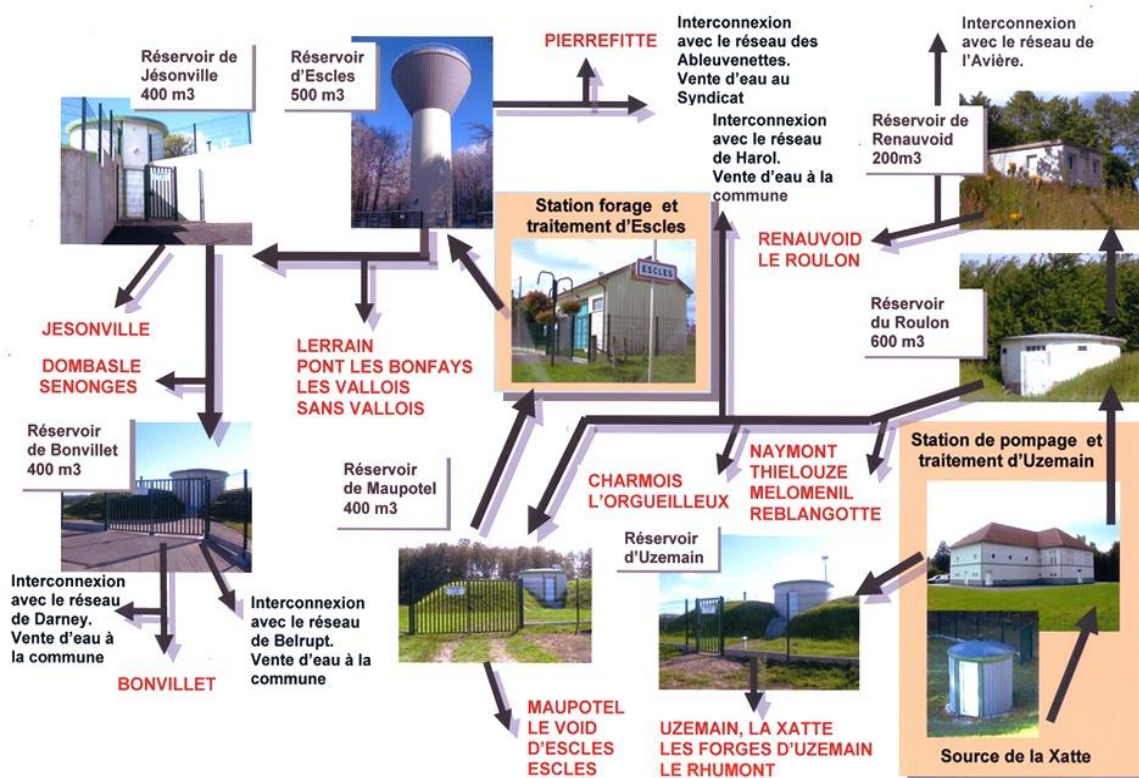 Réservoir de
Jésonville
400 m3
Réservoir
d'Escles
500 m3
PIERREFITTE
Interconnexion
avec le réseau des
Ableuvenettes.
Vente d'eau au
Syndicat
Interconnexion
avec le réseau
de Harol.
Vente d'eau à la
commune
Interconnexion
avec le réseau de
l'Avière.
Réservoir de
Renauvoid
200m3
Station forage et
traitement d'Escles
ESCLES
RENAUVOID
LE ROULON
Réservoir
du Roulon
600 m3
JESONVILLE
DOMBASLE
SENONGES
LERRAIN
PONT LES BONFAYS
LES VALLOIS
SANS VALLOIS
Réservoir
de Bonvillet
400 m3
Réservoir
de Maupotel
400 m3
CHARMOIS
L'ORGUEILLEUX
NAYMONT
THIELOUZE
MELOMENIL
REBLANGOTTE
Station de pompage et
traitement d'Uzemain
Réservoir
d'Uzemain
Interconnexion
avec le réseau
de Darney.
Vente d'eau à
la commune
BONVILLET
Interconnexion
avec le réseau
de Belrupt.
Vente d'eau à la
commune
MAUPOTEL
LE VOID
D'ESCLES
ESCLES
UZEMAIN, LA XATTE
LES FORGES D'UZEMAIN
LE RHUMONT
Source de la Xatte